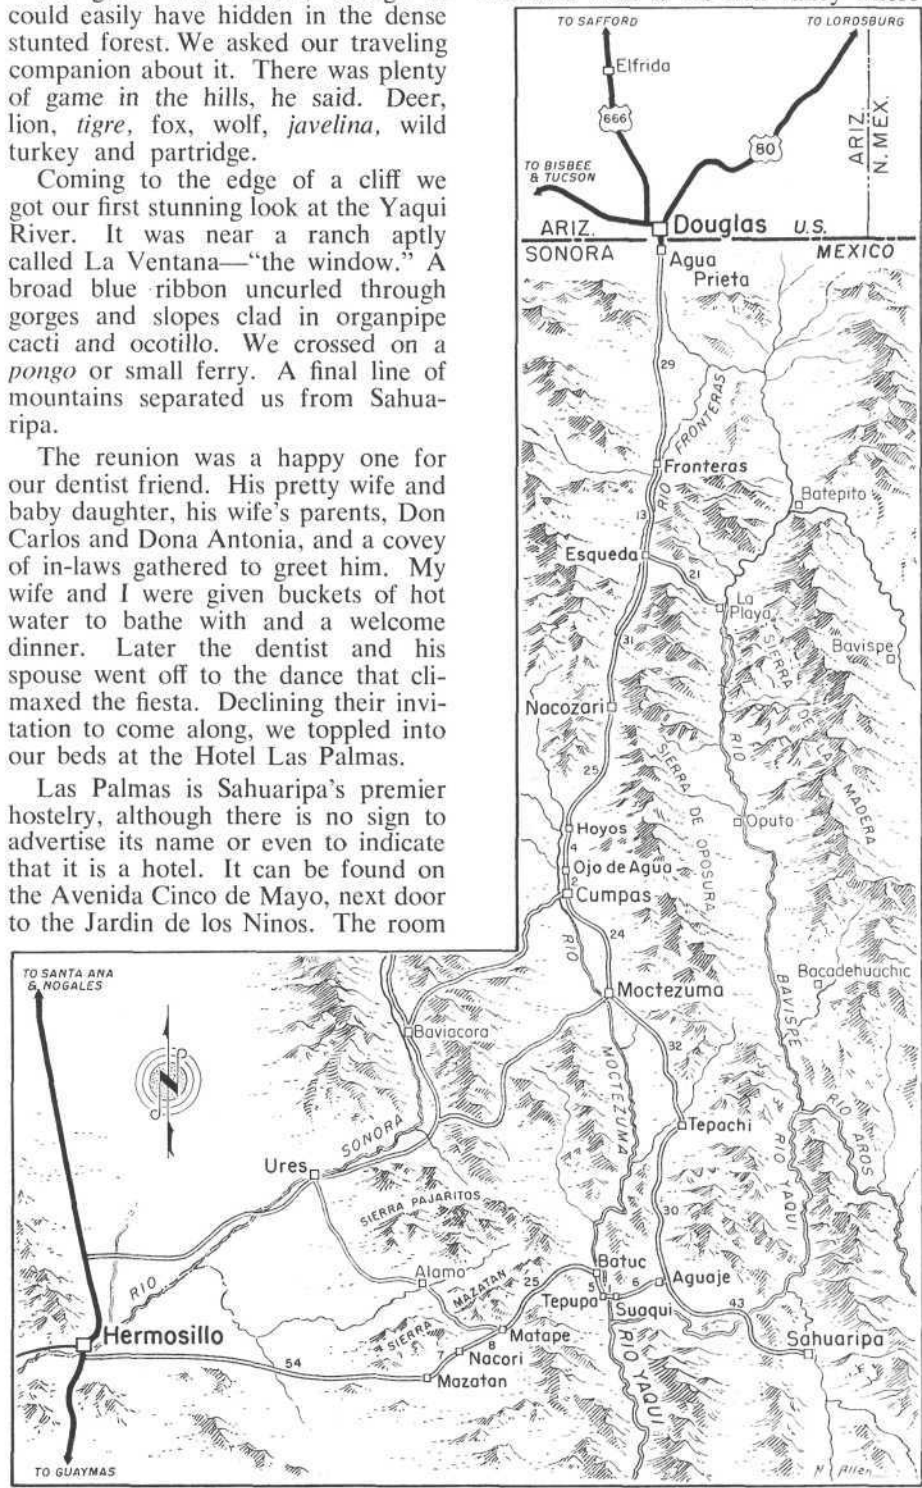 could easily have hidden in the dense
stunted forest. We asked our traveling
companion about it. There was plenty
of game in the hills, he said. Deer,
lion, tigre, fox, wolf, javelina, wild
turkey and partridge.
Coming to the edge of a cliff we
got our first stunning look at the Yaqui
River. It was near a ranch aptly
called La Ventana—“the window.” A
broad blue ribbon uncurled through
gorges and slopes clad in organpipe
cacti and ocotillo. We crossed on a
pongo or small ferry. A final line of
mountains separated us from Sahua-
ripa.
The reunion was a happy one for
our dentist friend. His pretty wife and
baby daughter, his wife's parents, Don
Carlos and Dona Antonia, and a covey
of in-laws gathered to greet him. My
wife and I were given buckets of hot
water to bathe with and a welcome
dinner. Later the dentist and his
spouse went off to the dance that cli-
maxed the fiesta. Declining their invi-
tation to come along, we toppled into
our beds at the Hotel Las Palmas.
Las Palmas is Sahuaripa's premier
hostelry, although there is no sign to
advertise its name or even to indicate
that it is a hotel. It can be found on
the Avenida Cinco de Mayo, next door
to the Jardin de los Ninos. The room
TO SAFFORD
TO LORDSBURG
Elfrida
666
80
ARIZ.
N. MEX.
TO BISBEE
& TUCSON
ARIZ.
Douglas
U.S.
SONORA
MEXICO
Agua
Prieta
29
RIO FRONTERAS
Fronteras
Batepito
13
Esqueda
21
La
Playa
31
SIERRA DE LA MADERA
Bavispe
Nacozari
RIO BAVISPE
25
SIERRA DE OPOSURA
Hoyos
Oputo
4
Ojo de Agua
2
Cumpas
24
RIO MOCTEZUMA
Bacadehuachic
TO SANTA ANA
& NOGALES
Moctezuma
Baviacora
32
RIO AROS
Tepachi
RIO YAQUI
RIO SONORA
Ures
SIERRA PAJARITOS
30
Batuc
Alamo
SIERRA MAZATAN
25
5
6
Aguaje
Tepupa
Suaqui
43
Hermosillo
Matape
Sahuaripa
8
7
Nacori
54
Mazatan
RIO YAQUI
TO GUAYMAS
N. Allen